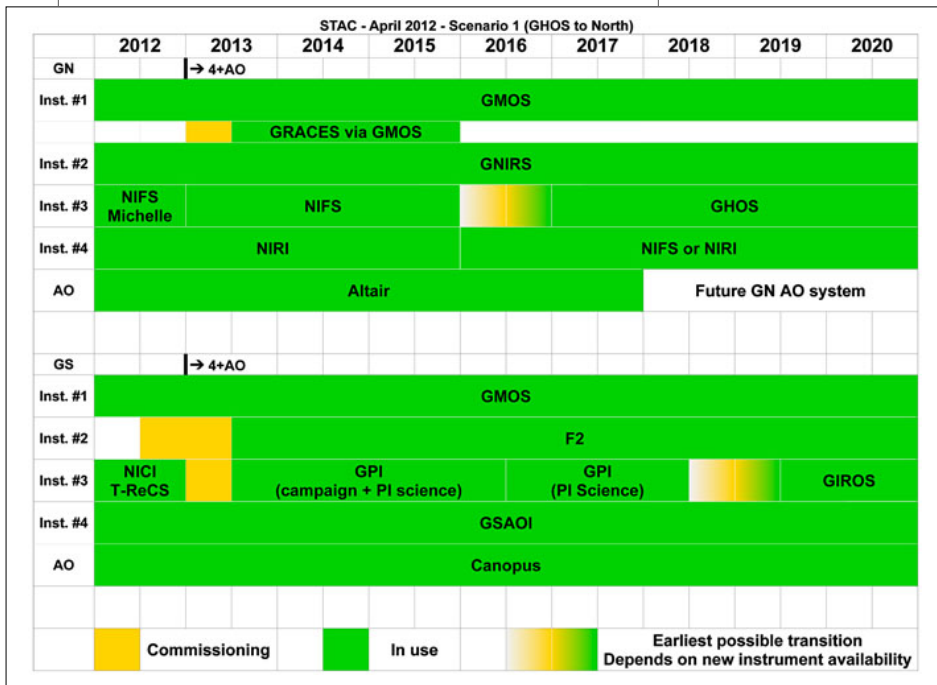 STAC - April 2012 - Scenario 1 (GHOS to North)
2012 2013 2014 2015 2016 2017 2018 2019 2020
GN → 4+AO
Inst. #1 GMOS
GRACES via GMOS
Inst. #2 GNIRS
Inst. #3 NIFS Michelle NIFS GHOS
Inst. #4 NIRI NIFS or NIRI
AO Altair Future GN AO system
GS → 4+AO
Inst. #1 GMOS
Inst. #2 F2
Inst. #3 NICI T-ReCS GPI (campaign + PI science) GPI (PI Science) GIROS
Inst. #4 GSAOI
AO Canopus
Commissioning In use Earliest possible transition
Depends on new instrument availability